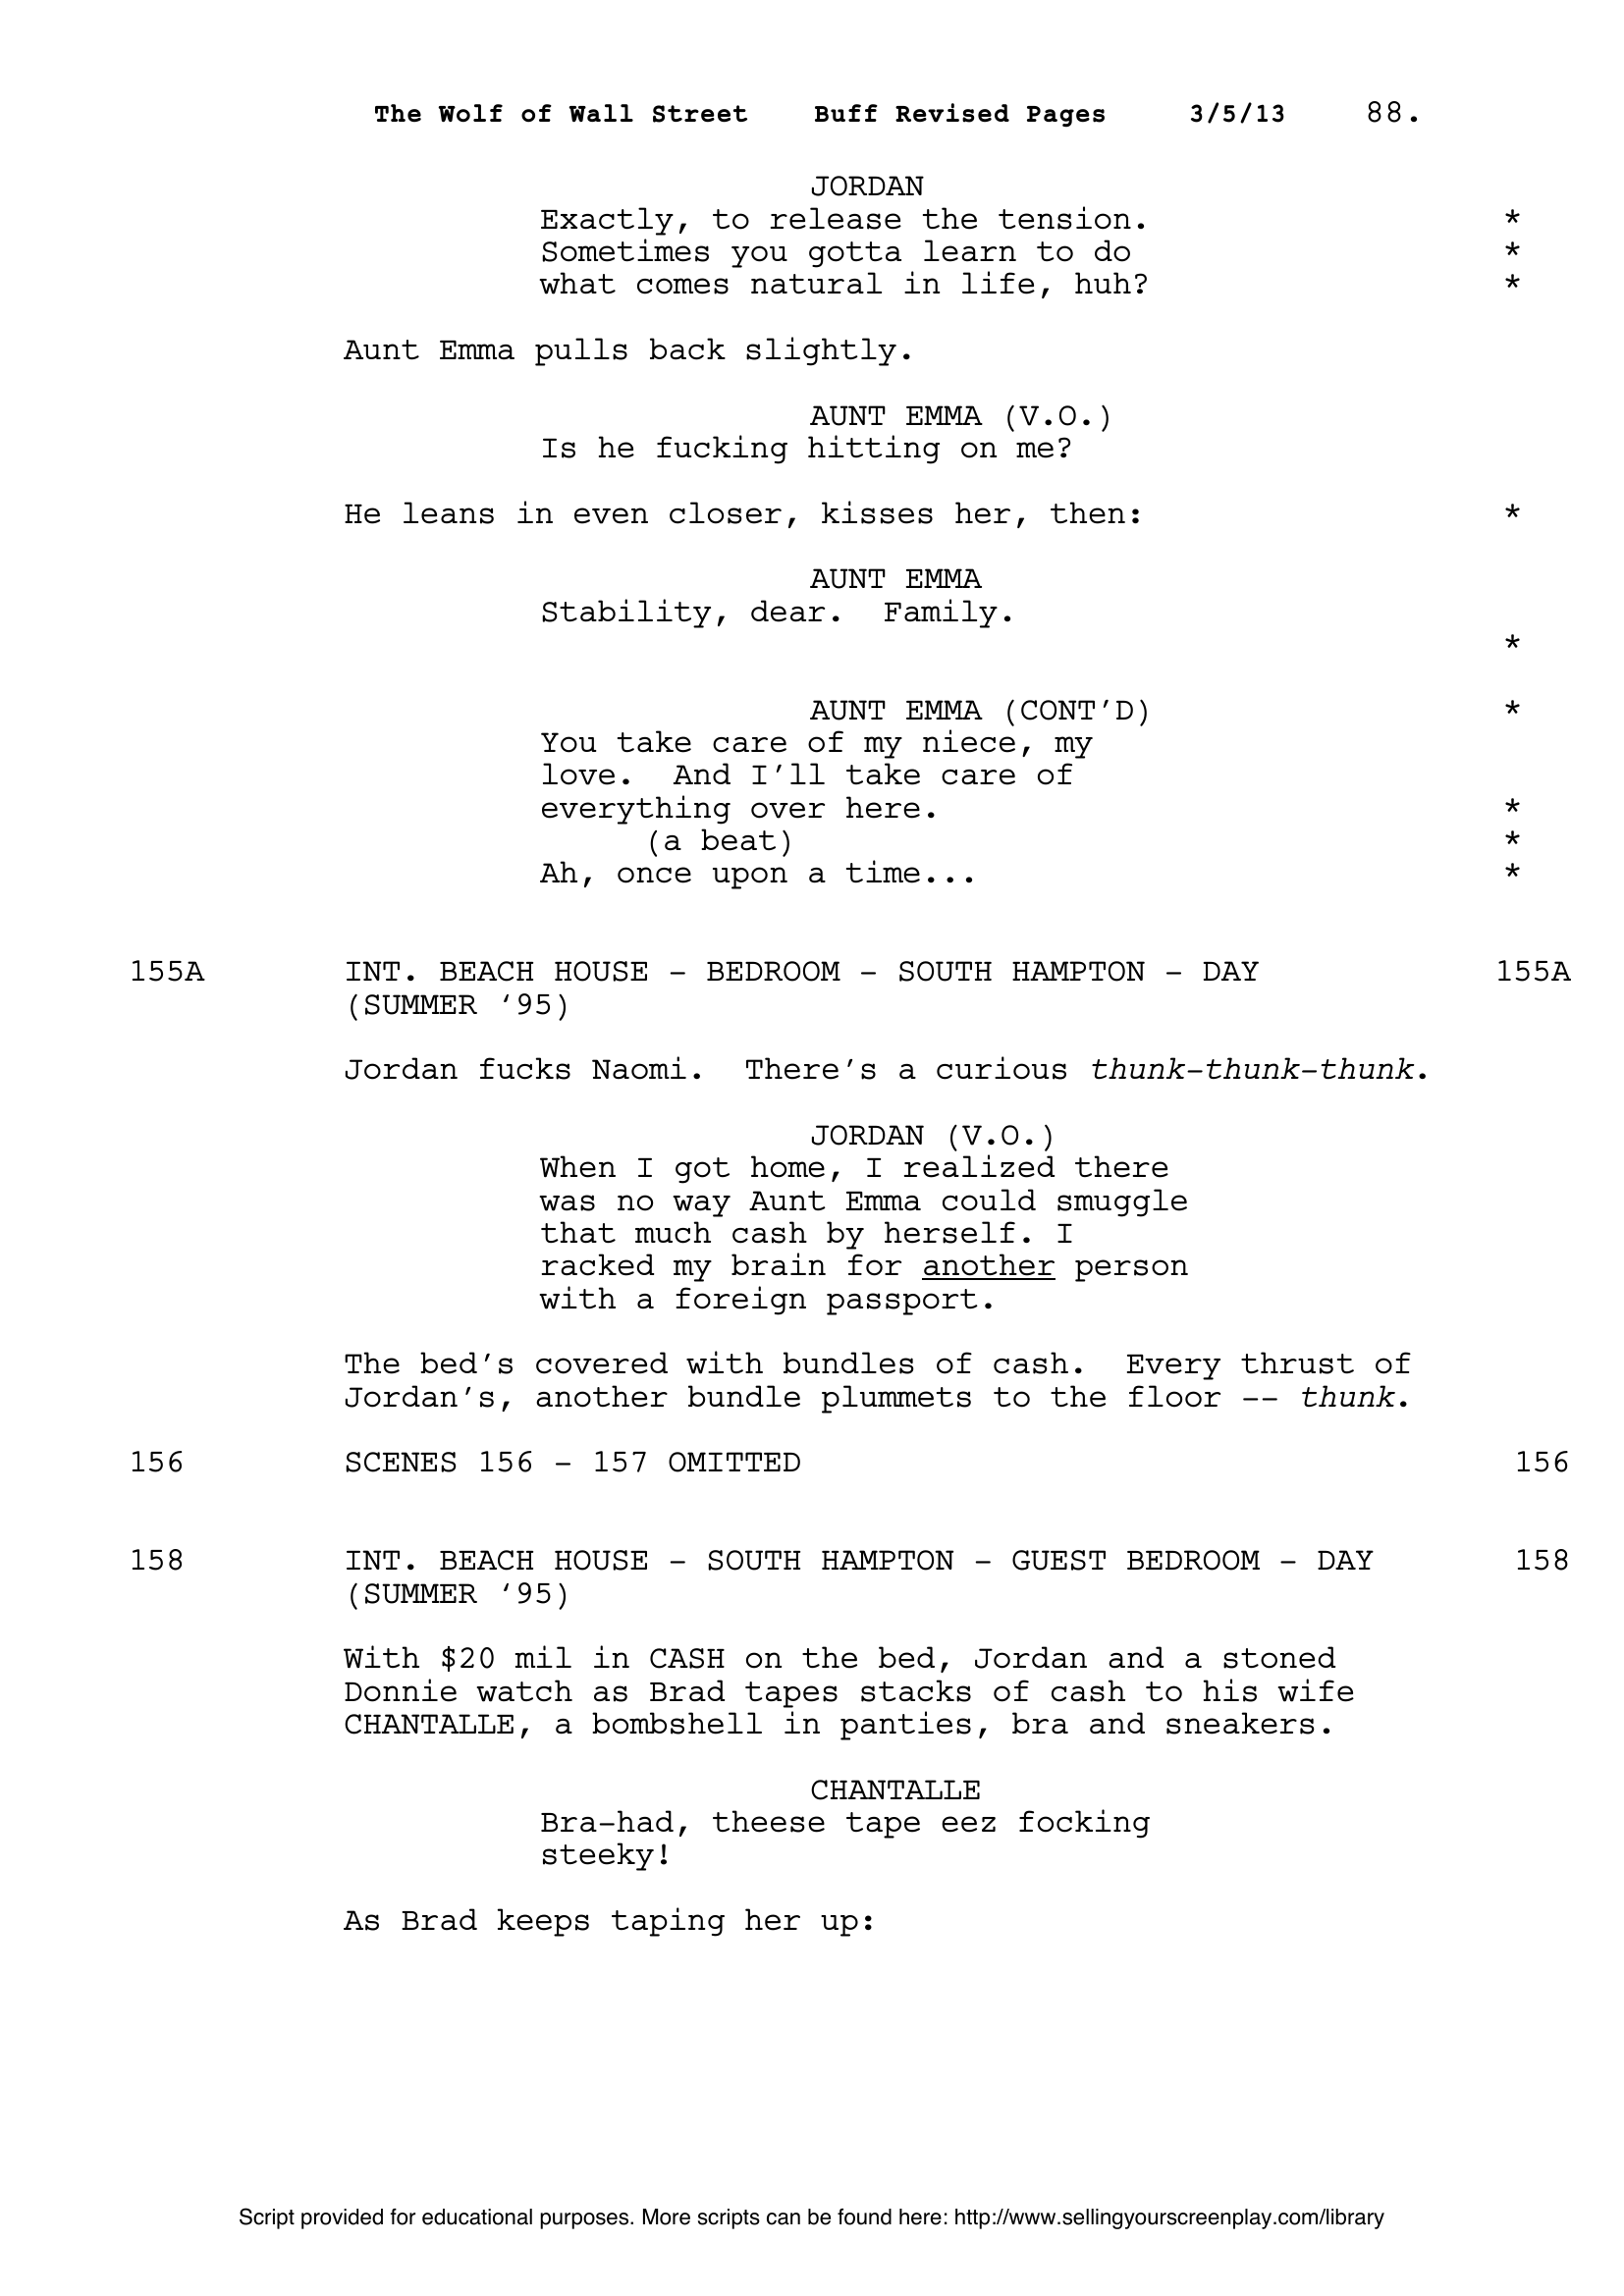 The Wolf of Wall Street Buff Revised Pages 3/5/13 88.
JORDAN
Exactly, to release the tension. *
Sometimes you gotta learn to do *
what comes natural in life, huh? *
Aunt Emma pulls back slightly.
AUNT EMMA (V.O.)
Is he fucking hitting on me?
He leans in even closer, kisses her, then: *
AUNT EMMA
Stability, dear.  Family.
*
AUNT EMMA (CONT’D) *
You take care of my niece, my
love.  And I’ll take care of
everything over here. *
(a beat) *
Ah, once upon a time... *
155A INT. BEACH HOUSE - BEDROOM - SOUTH HAMPTON - DAY 155A
(SUMMER ‘95)
Jordan fucks Naomi.  There’s a curious thunk-thunk-thunk.
JORDAN (V.O.)
When I got home, I realized there
was no way Aunt Emma could smuggle
that much cash by herself. I
racked my brain for another person
with a foreign passport.
The bed’s covered with bundles of cash.  Every thrust of
Jordan’s, another bundle plummets to the floor -- thunk.
156 SCENES 156 - 157 OMITTED 156
158 INT. BEACH HOUSE - SOUTH HAMPTON - GUEST BEDROOM - DAY 158
(SUMMER ‘95)
With $20 mil in CASH on the bed, Jordan and a stoned
Donnie watch as Brad tapes stacks of cash to his wife
CHANTALLE, a bombshell in panties, bra and sneakers.
CHANTALLE
Bra-had, theese tape eez focking
steeky!
As Brad keeps taping her up:
Script provided for educational purposes. More scripts can be found here: http://www.sellingyourscreenplay.com/library